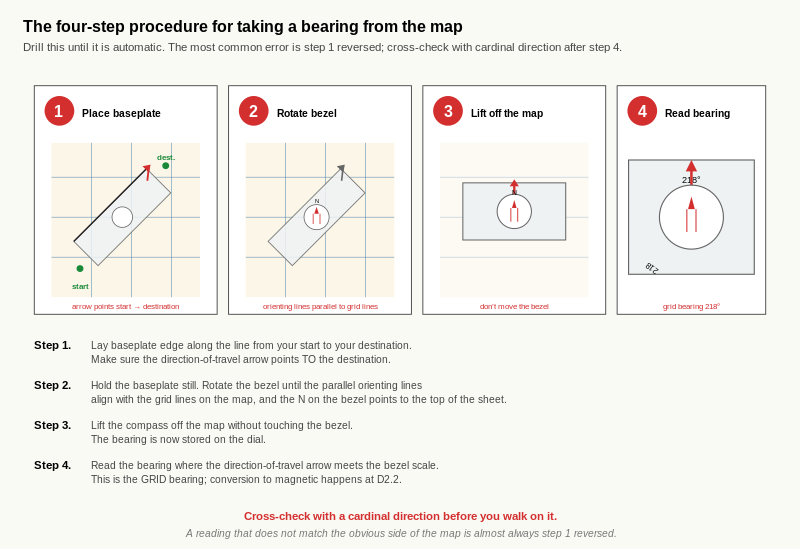 The four-step procedure for taking a bearing from the map
Drill this until it is automatic. The most common error is step 1 reversed; cross-check with cardinal direction after step 4.
1 Place baseplate
dest.
start
arrow points start → destination
2 Rotate bezel
N
orienting lines parallel to grid lines
3 Lift off the map
N
don't move the bezel
4 Read bearing
218°
218
grid bearing 218°
Step 1. Lay baseplate edge along the line from your start to your destination.
Make sure the direction-of-travel arrow points TO the destination.
Step 2. Hold the baseplate still. Rotate the bezel until the parallel orienting lines
align with the grid lines on the map, and the N on the bezel points to the top of the sheet.
Step 3. Lift the compass off the map without touching the bezel.
The bearing is now stored on the dial.
Step 4. Read the bearing where the direction-of-travel arrow meets the bezel scale.
This is the GRID bearing; conversion to magnetic happens at D2.2.
Cross-check with a cardinal direction before you walk on it.
A reading that does not match the obvious side of the map is almost always step 1 reversed.